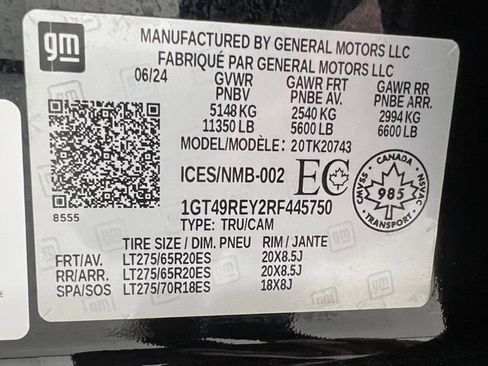 gm
MANUFACTURED BY GENERAL MOTORS LLC
FABRIQUÉ PAR GENERAL MOTORS LLC
06/24 GVWR GAWR FRT GAWR RR
PNBV PNBE AV. PNBE ARR.
5148 KG 2540 KG 2994 KG
11350 LB 5600 LB 6600 LB
MODEL/MODÈLE: 20TK20743
ICES/NMB-002 EC
CANADA
CMVSS NSVAC
985
TRANSPORT
8555
1GT49REY2RF445750
TYPE: TRU/CAM
TIRE SIZE / DIM. PNEU RIM / JANTE
FRT/AV. LT275/65R20ES 20X8.5J
RR/ARR. LT275/65R20ES 20X8.5J
SPA/SOS LT275/70R18ES 18X8J